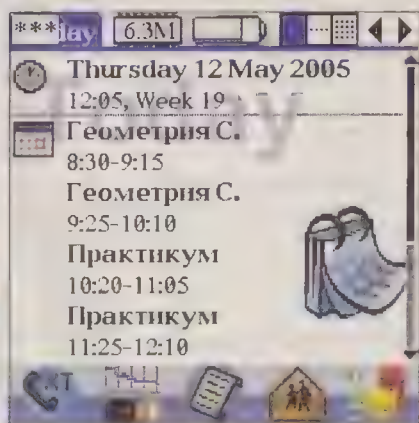 ***lay 6.3M
Thursday 12 May 2005
12:05, Week 19
Геометрия С.
8:30-9:15
Геометрия С.
9:25-10:10
Практикум
10:20-11:05
Практикум
11:25-12:10